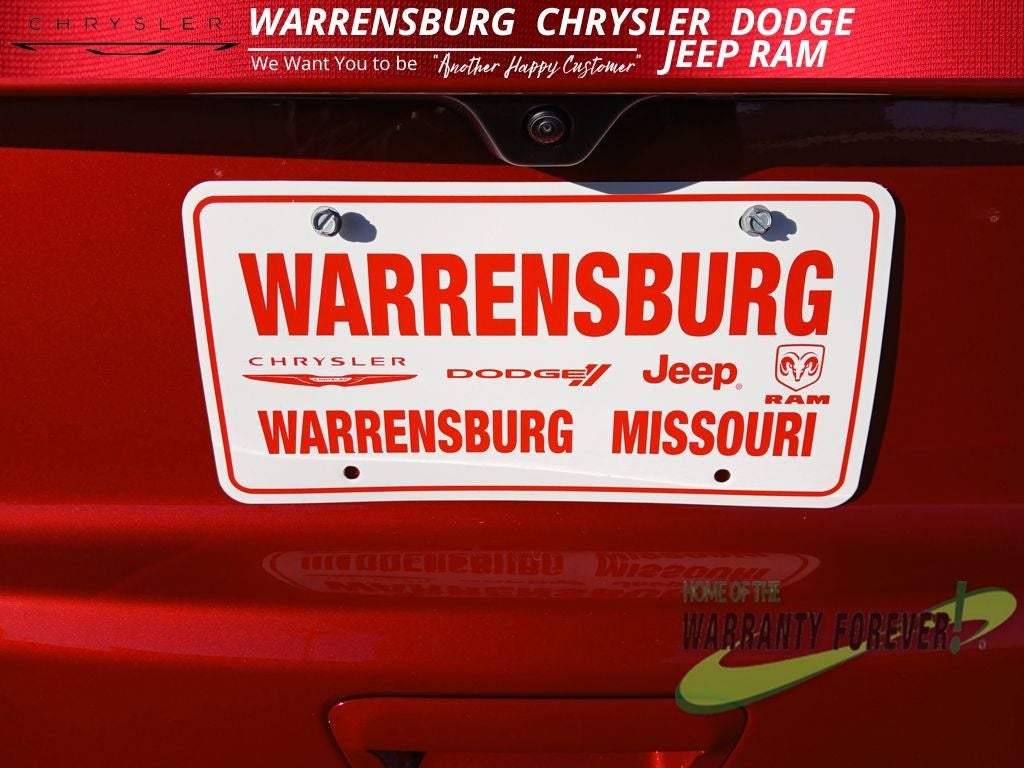 CHRYSLER
WARRENSBURG CHRYSLER DODGE
JEEP RAM
We Want You to be "Another Happy Customer"
WARRENSBURG
CHRYSLER
DODGE
Jeep
RAM
WARRENSBURG MISSOURI
HOME OF THE
WARRANTY FOREVER!